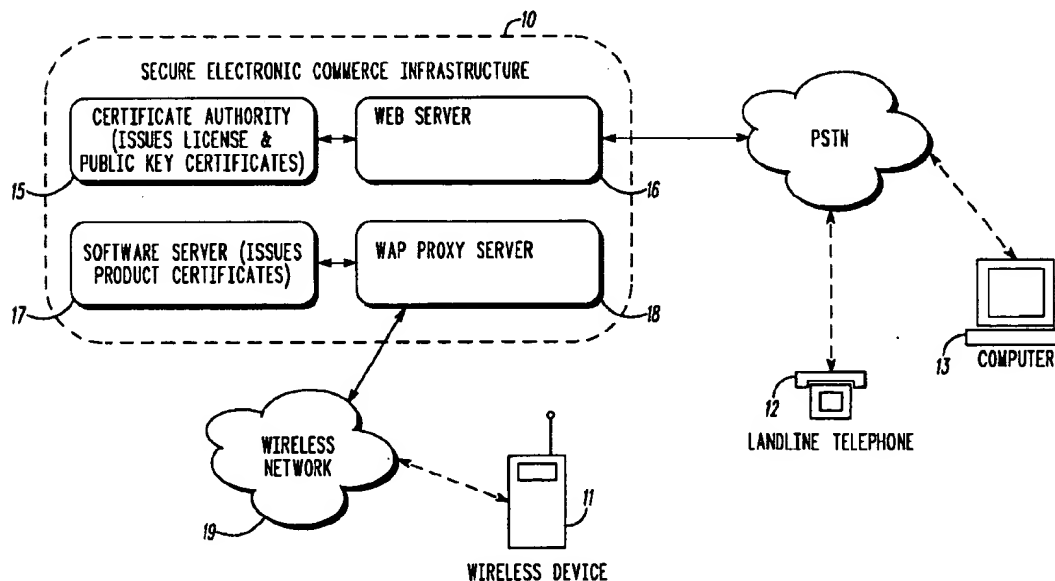 10
SECURE ELECTRONIC COMMERCE INFRASTRUCTURE
CERTIFICATE AUTHORITY
(ISSUES LICENSE &
PUBLIC KEY CERTIFICATES)
15
WEB SERVER
16
PSTN
SOFTWARE SERVER (ISSUES
PRODUCT CERTIFICATES)
17
WAP PROXY SERVER
18
13
COMPUTER
12
LANDLINE TELEPHONE
WIRELESS
NETWORK
19
11
WIRELESS DEVICE